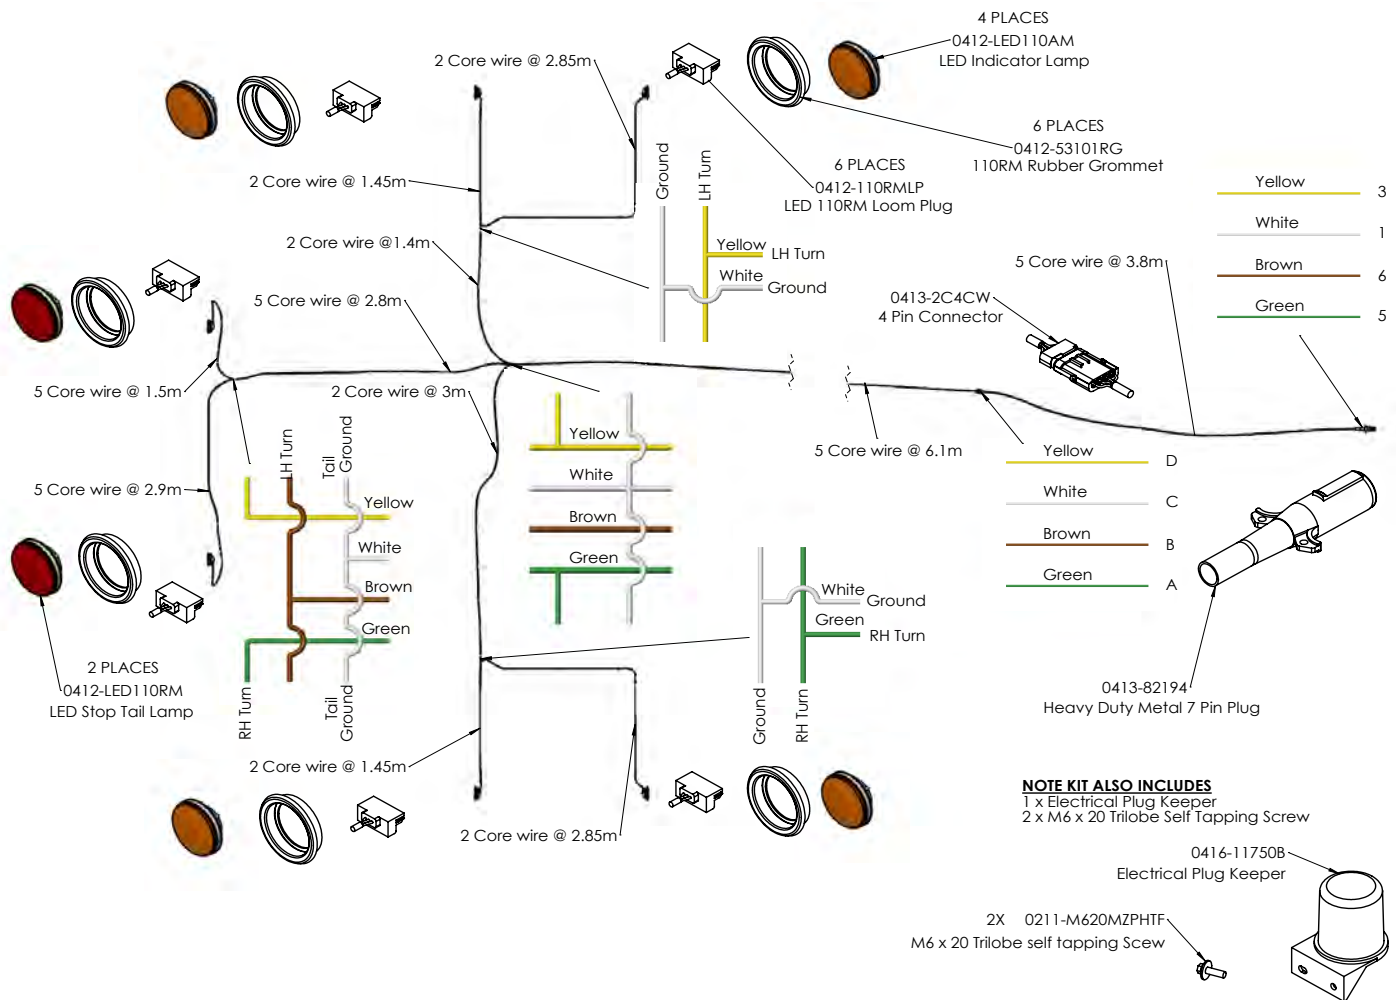 4 PLACES
0412-LED110AM
LED Indicator Lamp
2 Core wire @ 2.85m
6 PLACES
0412-53101RG
110RM Rubber Grommet
6 PLACES
0412-110RMLP
LED 110RM Loom Plug
2 Core wire @ 1.45m
Ground
LH Turn
Yellow
LH Turn
White
Ground
Yellow
3
White
1
Brown
6
Green
5
2 Core wire @1.4m
5 Core wire @ 2.8m
5 Core wire @ 3.8m
0413-2C4CW
4 Pin Connector
5 Core wire @ 1.5m
2 Core wire @ 3m
5 Core wire @ 6.1m
5 Core wire @ 2.9m
LH Turn
Tail
Ground
Yellow
White
Brown
Green
RH Turn
Tail
Ground
Yellow
White
Brown
Green
Yellow
D
White
C
Brown
B
Green
A
White
Ground
Green
RH Turn
Ground
RH Turn
2 PLACES
0412-LED110RM
LED Stop Tail Lamp
0413-82194
Heavy Duty Metal 7 Pin Plug
2 Core wire @ 1.45m
2 Core wire @ 2.85m
NOTE KIT ALSO INCLUDES
1 x Electrical Plug Keeper
2 x M6 x 20 Trilobe Self Tapping Screw
0416-11750B
Electrical Plug Keeper
2X 0211-M620MZPHTF
M6 x 20 Trilobe self tapping Scew